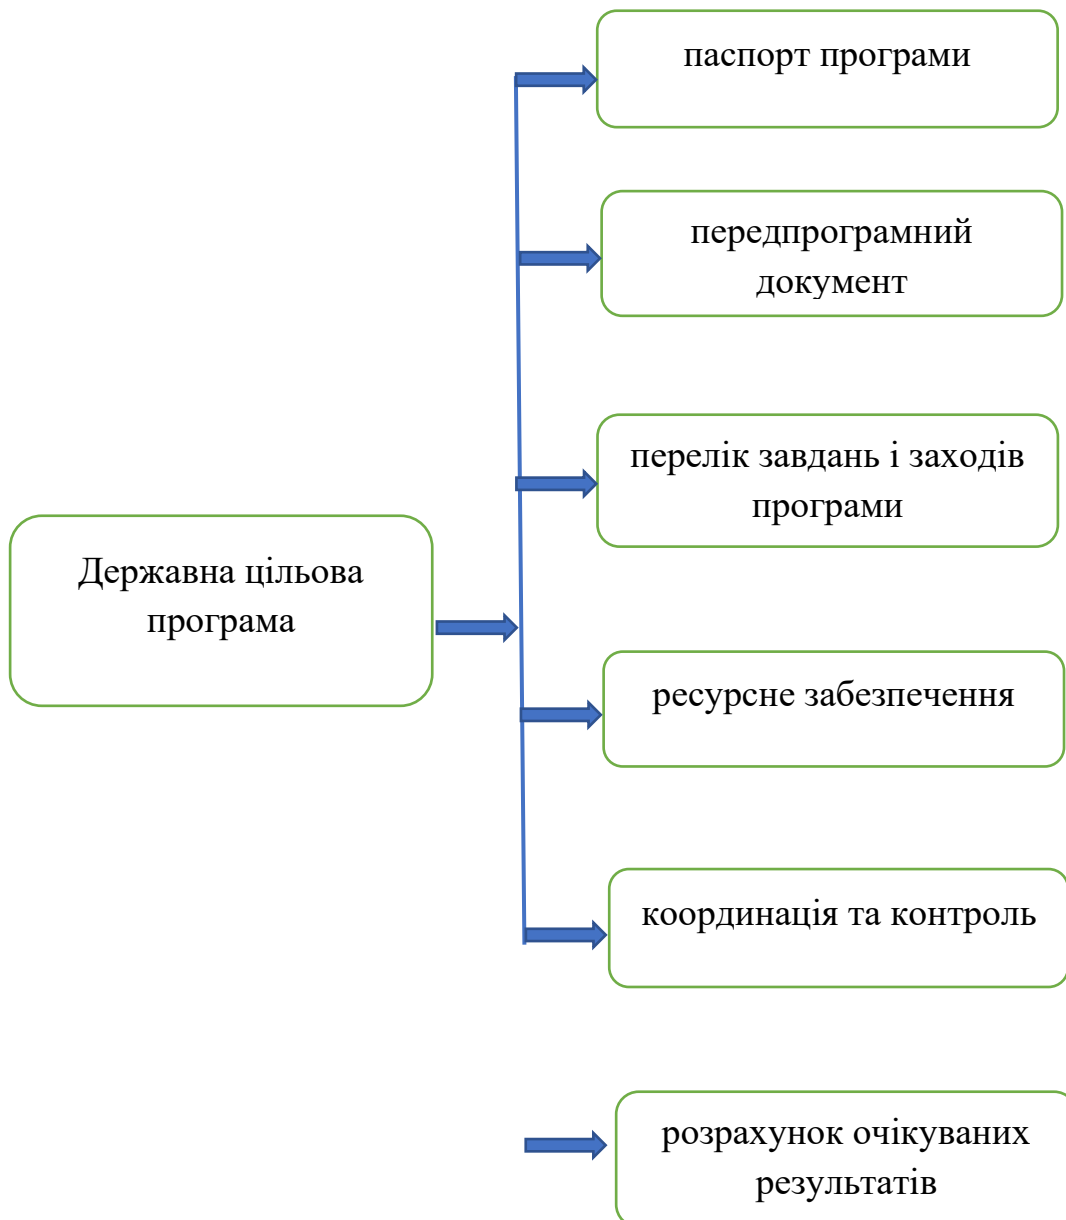 паспорт програми
передпрограмний
документ
перелік завдань і заходів
програми
Державна цільова
програма
ресурсне забезпечення
координація та контроль
розрахунок очікуваних
результатів